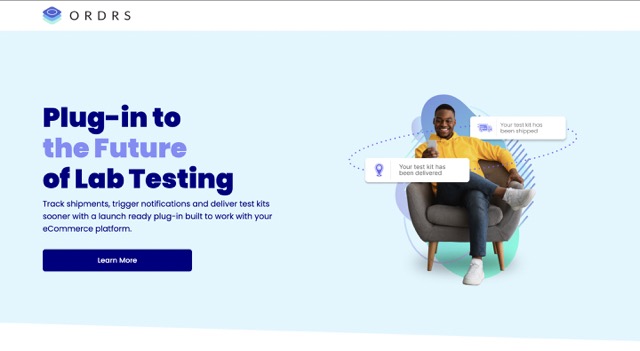 ORDRS
Plug-in to
the Future
of Lab Testing
Track shipments, trigger notifications and deliver test kits
sooner with a launch ready plug-in built to work with your
eCommerce platform.
Learn More
Your test kit has
been shipped
Your test kit has
been delivered